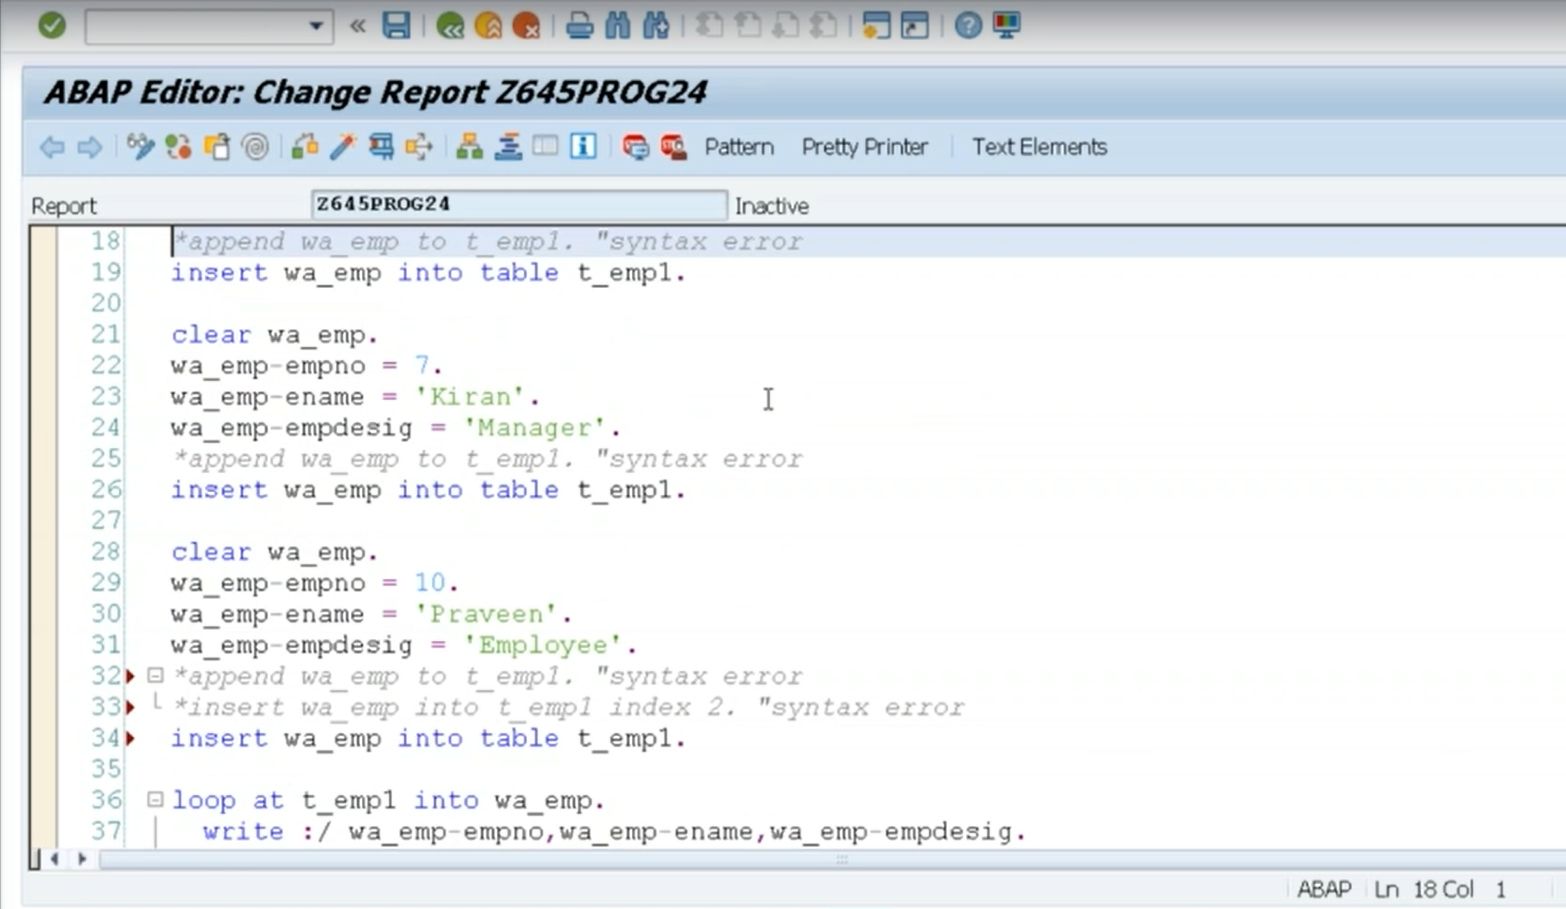 ABAP Editor: Change Report Z645PROG24
Pattern Pretty Printer Text Elements
Report Z645PROG24 Inactive
18 *append wa_emp to t_emp1. "syntax error
19 insert wa_emp into table t_emp1.
20
21 clear wa_emp.
22 wa_emp-empno = 7.
23 wa_emp-ename = 'Kiran'.
24 wa_emp-empdesig = 'Manager'.
25 *append wa_emp to t_emp1. "syntax error
26 insert wa_emp into table t_emp1.
27
28 clear wa_emp.
29 wa_emp-empno = 10.
30 wa_emp-ename = 'Praveen'.
31 wa_emp-empdesig = 'Employee'.
32 *append wa_emp to t_emp1. "syntax error
33 *insert wa_emp into t_emp1 index 2. "syntax error
34 insert wa_emp into table t_emp1.
35
36 loop at t_emp1 into wa_emp.
37 write :/ wa_emp-empno,wa_emp-ename,wa_emp-empdesig.
ABAP Ln 18 Col 1